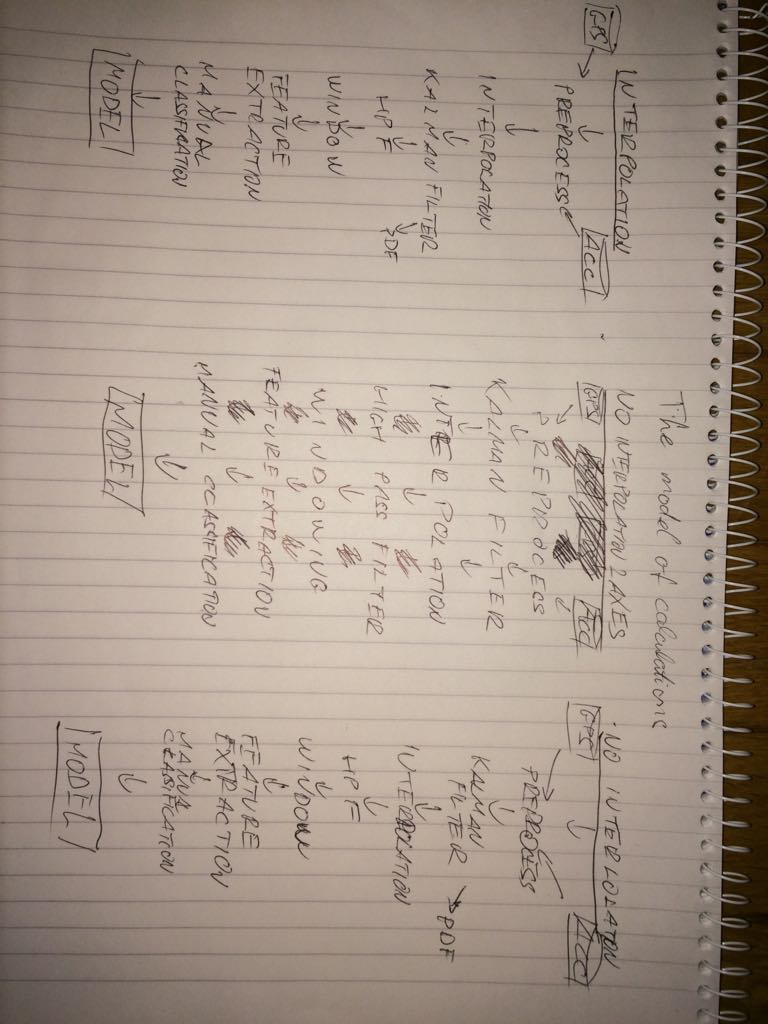 The model of calculations
INTERPOLATION
GPS
ACC
PREPROCESS
INTERPOLATION
KALMAN FILTER
PDF
HPF
WINDOW
FEATURE
EXTRACTION
MANUAL
CLASSIFICATION
MODEL
NO INTERPOLATION 2 AXES
GPS
ACC
PREPROCESS
KALMAN FILTER
INTERPOLATION
HIGH PASS FILTER
WINDOWING
FEATURE EXTRACTION
MANUAL CLASSIFICATION
MODEL
NO INTERLOLATON
GPS
ACC
PREPROCESS
KALMAN
FILTER
PDF
INTERPOLATION
HPF
WINDOW
FEATURE
EXTRACTION
MANUAL
CLASSIFICATION
MODEL